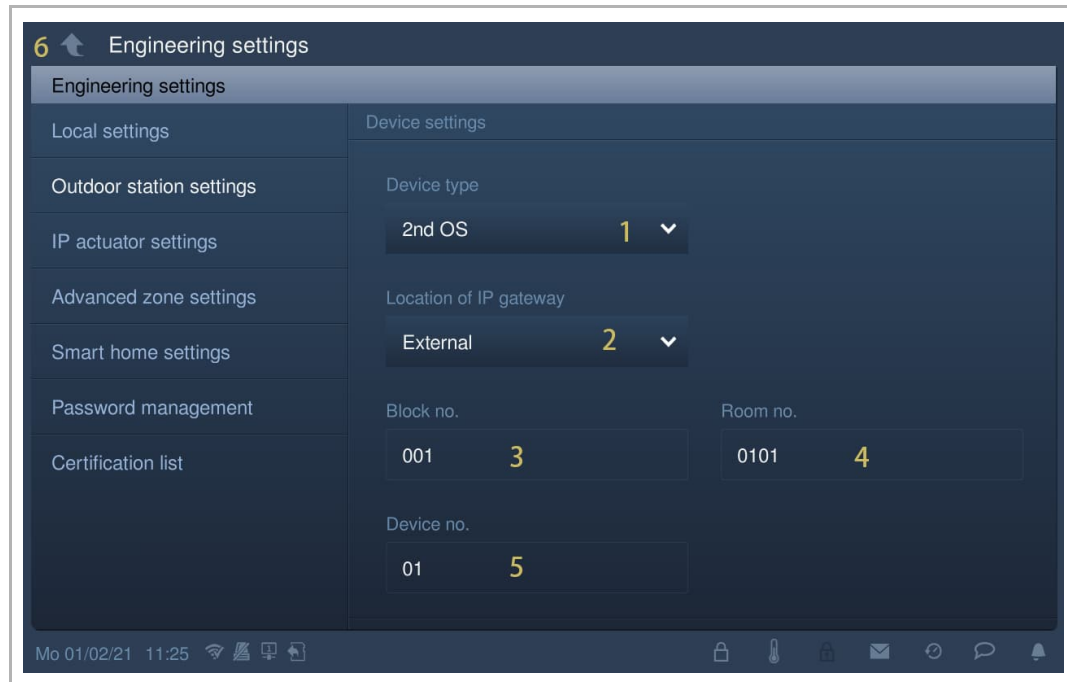 6 Engineering settings
Engineering settings
Local settings
Outdoor station settings
IP actuator settings
Advanced zone settings
Smart home settings
Password management
Certification list
Device settings
Device type
2nd OS 1
Location of IP gateway
External 2
Block no. Room no.
001 3 0101 4
Device no.
01 5
Mo 01/02/21 11:25